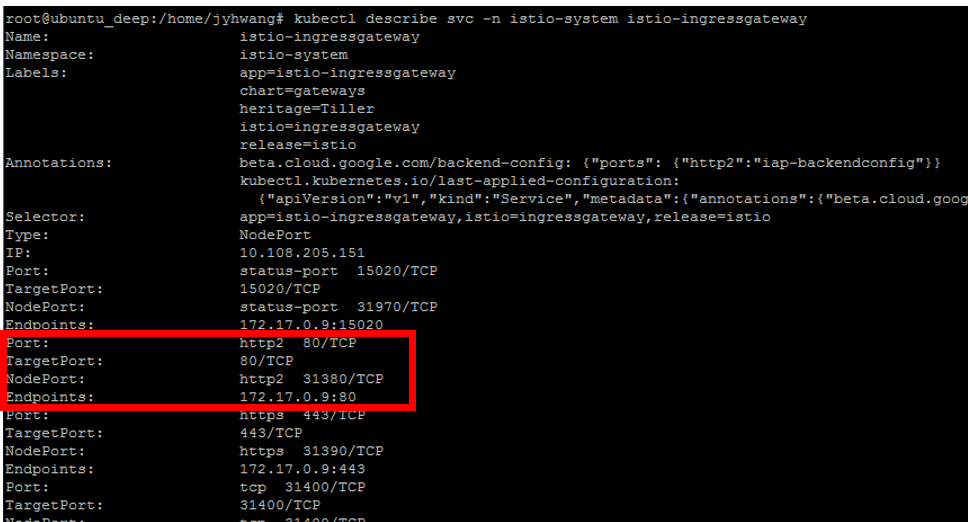 root@ubuntu_deep:/home/jyhwang# kubectl describe svc -n istio-system istio-ingressgateway
Name: istio-ingressgateway
Namespace: istio-system
Labels: app=istio-ingressgateway
chart=gateways
heritage=Tiller
istio=ingressgateway
release=istio
Annotations: beta.cloud.google.com/backend-config: {"ports": {"http2":"iap-backendconfig"}}
kubectl.kubernetes.io/last-applied-configuration:
{"apiVersion":"v1","kind":"Service","metadata":{"annotations":{"beta.cloud.goog
Selector: app=istio-ingressgateway,istio=ingressgateway,release=istio
Type: NodePort
IP: 10.108.205.151
Port: status-port 15020/TCP
TargetPort: 15020/TCP
NodePort: status-port 31970/TCP
Endpoints: 172.17.0.9:15020
Port: http2 80/TCP
TargetPort: 80/TCP
NodePort: http2 31380/TCP
Endpoints: 172.17.0.9:80
Port: https 443/TCP
TargetPort: 443/TCP
NodePort: https 31390/TCP
Endpoints: 172.17.0.9:443
Port: tcp 31400/TCP
TargetPort: 31400/TCP
NodePort: tcp 31400/TCP